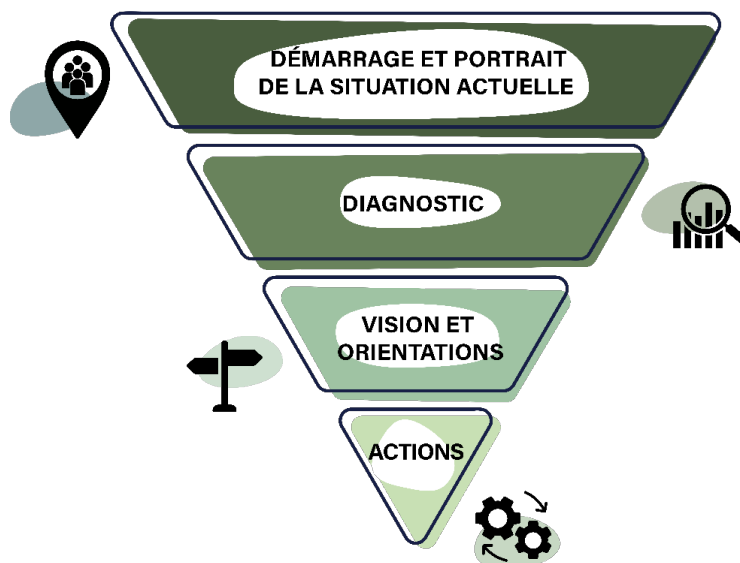 DÉMARRAGE ET PORTRAIT
DE LA SITUATION ACTUELLE
DIAGNOSTIC
VISION ET
ORIENTATIONS
ACTIONS